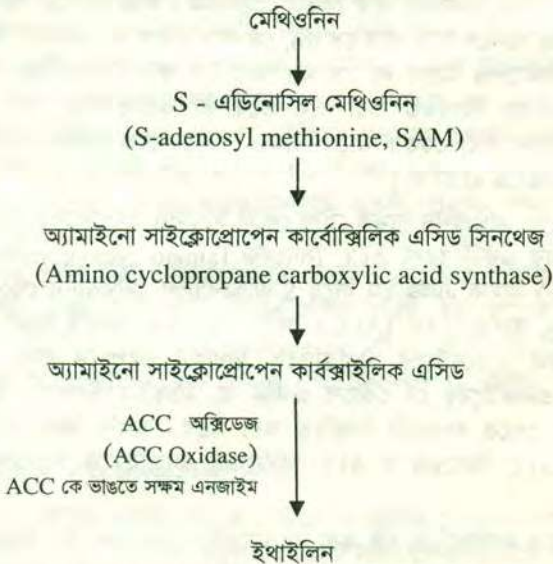 মেথিওনিন
S - এডিনোসিল মেথিওনিন
(S-adenosyl methionine, SAM)
অ্যামাইনো সাইক্লোপ্রোপেন কার্বোক্সিলিক এসিড সিনথেজ
(Amino cyclopropane carboxylic acid synthase)
অ্যামাইনো সাইক্লোপ্রোপেন কার্বক্সাইলিক এসিড
ACC অক্সিডেজ
(ACC Oxidase)
ACC কে ভাঙতে সক্ষম এনজাইম
ইথাইলিন